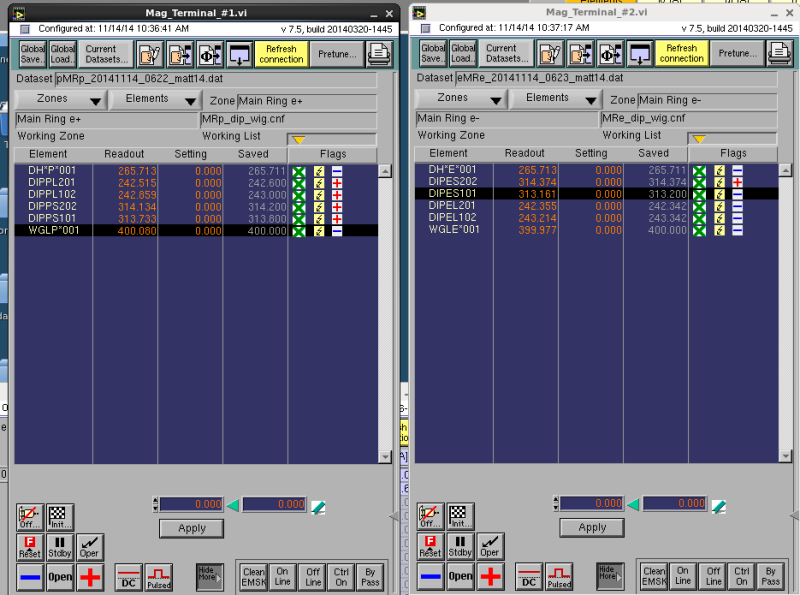 Mag_Terminal_#1.vi
Configured at: 11/14/14 10:36:41 AM
v 7.5, build 20140320-1445
Global Save..
Global Load..
Current Datasets...
Refresh connection
Pretune...
Dataset pMRp_20141114_0622_matt14.dat
Zones Elements Zone Main Ring e+
Main Ring e+ MRp_dip_wig.cnf
Working Zone Working List
Element Readout Setting Saved Flags
DH*P*001 265.713 0.000 265.711
DIPPL201 242.515 0.000 242.600
DIPPL102 242.859 0.000 243.000
DIPPS202 314.134 0.000 314.200
DIPPS101 313.733 0.000 313.800
WGLP*001 400.080 0.000 400.000
0.000 0.000
Apply
Off... Init...
Reset Stdby Oper
Open DC Pulsed
Hide More
Clean EMSK
On Line
Off Line
Ctrl On
By Pass
Mag_Terminal_#2.vi
Configured at: 11/14/14 10:37:17 AM
v 7.5, build 20140320-1445
Global Save..
Global Load..
Current Datasets...
Refresh connection
Pretune...
Dataset eMRe_20141114_0623_matt14.dat
Zones Elements Zone Main Ring e-
Main Ring e- MRe_dip_wig.cnf
Working Zone Working List
Element Readout Setting Saved Flags
DH*E*001 265.713 0.000 265.711
DIPES202 314.374 0.000 314.374
DIPES101 313.161 0.000 313.200
DIPEL201 242.355 0.000 242.342
DIPEL102 243.214 0.000 243.342
WGLE*001 399.977 0.000 400.000
0.000 0.000
Apply
Off... Init...
Reset Stdby Oper
Open DC Pulsed
Hide More
Clean EMSK
On Line
Off Line
Ctrl On
By Pass